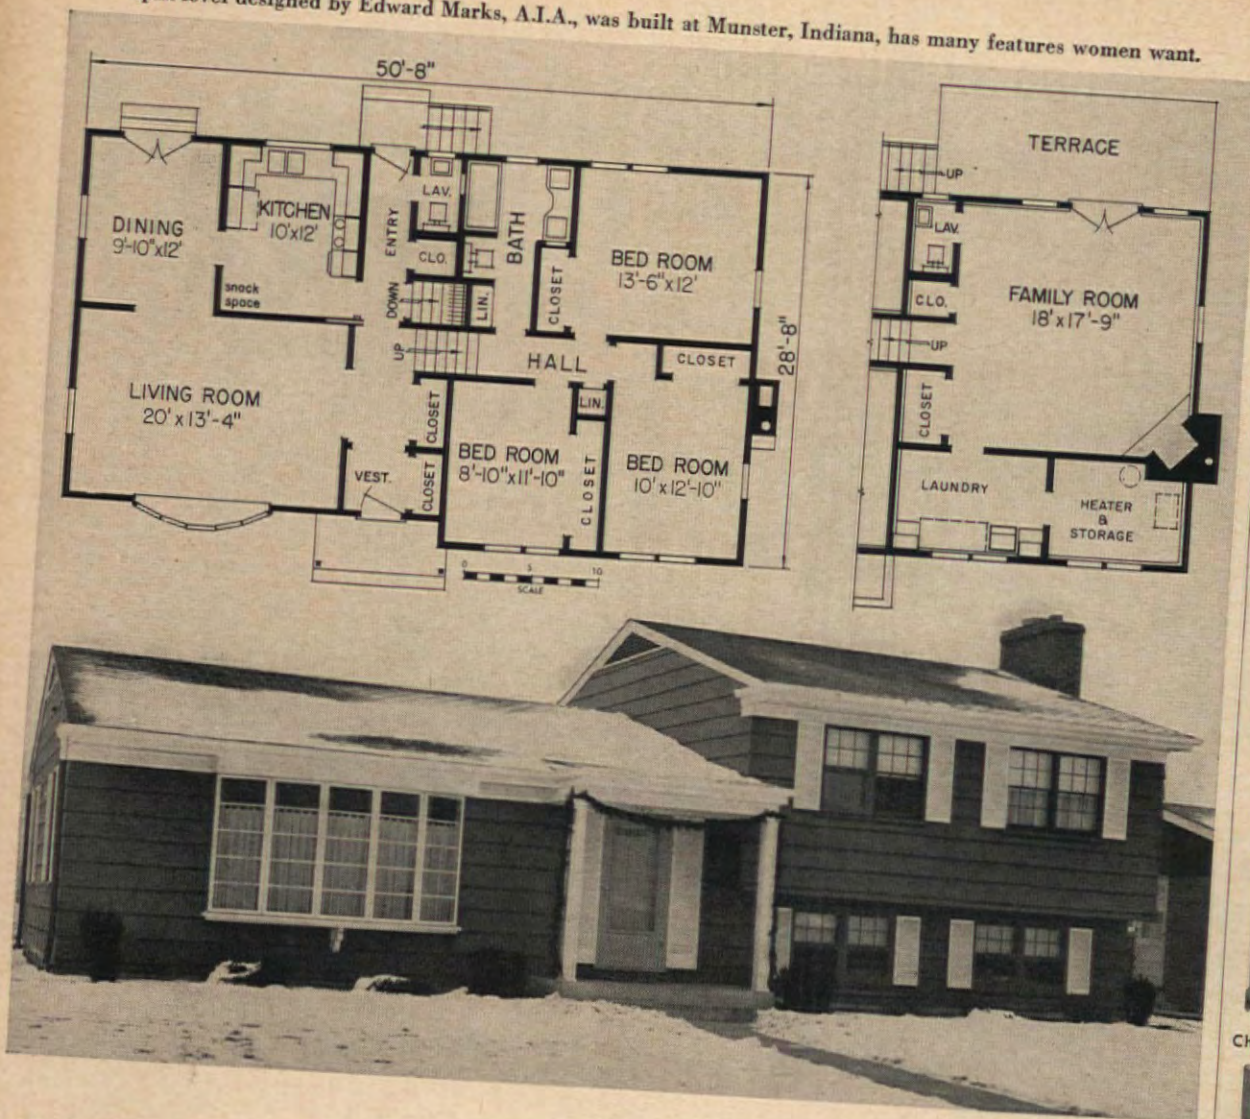 designed by Edward Marks, A.I.A., was built at Munster, Indiana, has many features women want.
50'-8"
DINING
9'-10"x12'
KITCHEN
10'x12'
snack
space
ENTRY
DOWN
LAV.
CLO.
BATH
LIN.
CLOSET
BED ROOM
13'-6"x12'
28'-8"
UP
HALL
CLOSET
LIVING ROOM
20'x13'-4"
CLOSET
LIN.
VEST.
CLOSET
BED ROOM
8'-10"x11'-10"
CLOSET
BED ROOM
10'x12'-10"
0 5 10
SCALE
TERRACE
UP
LAV.
CLO.
FAMILY ROOM
18'x17'-9"
UP
CLOSET
LAUNDRY
HEATER
&
STORAGE